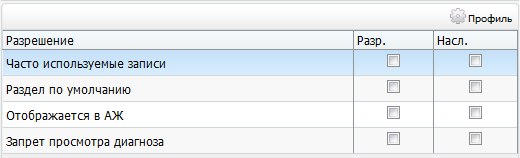 Профиль
Разрешение Разр. Насл.
Часто используемые записи
Раздел по умолчанию
Отображается в АЖ
Запрет просмотра диагноза